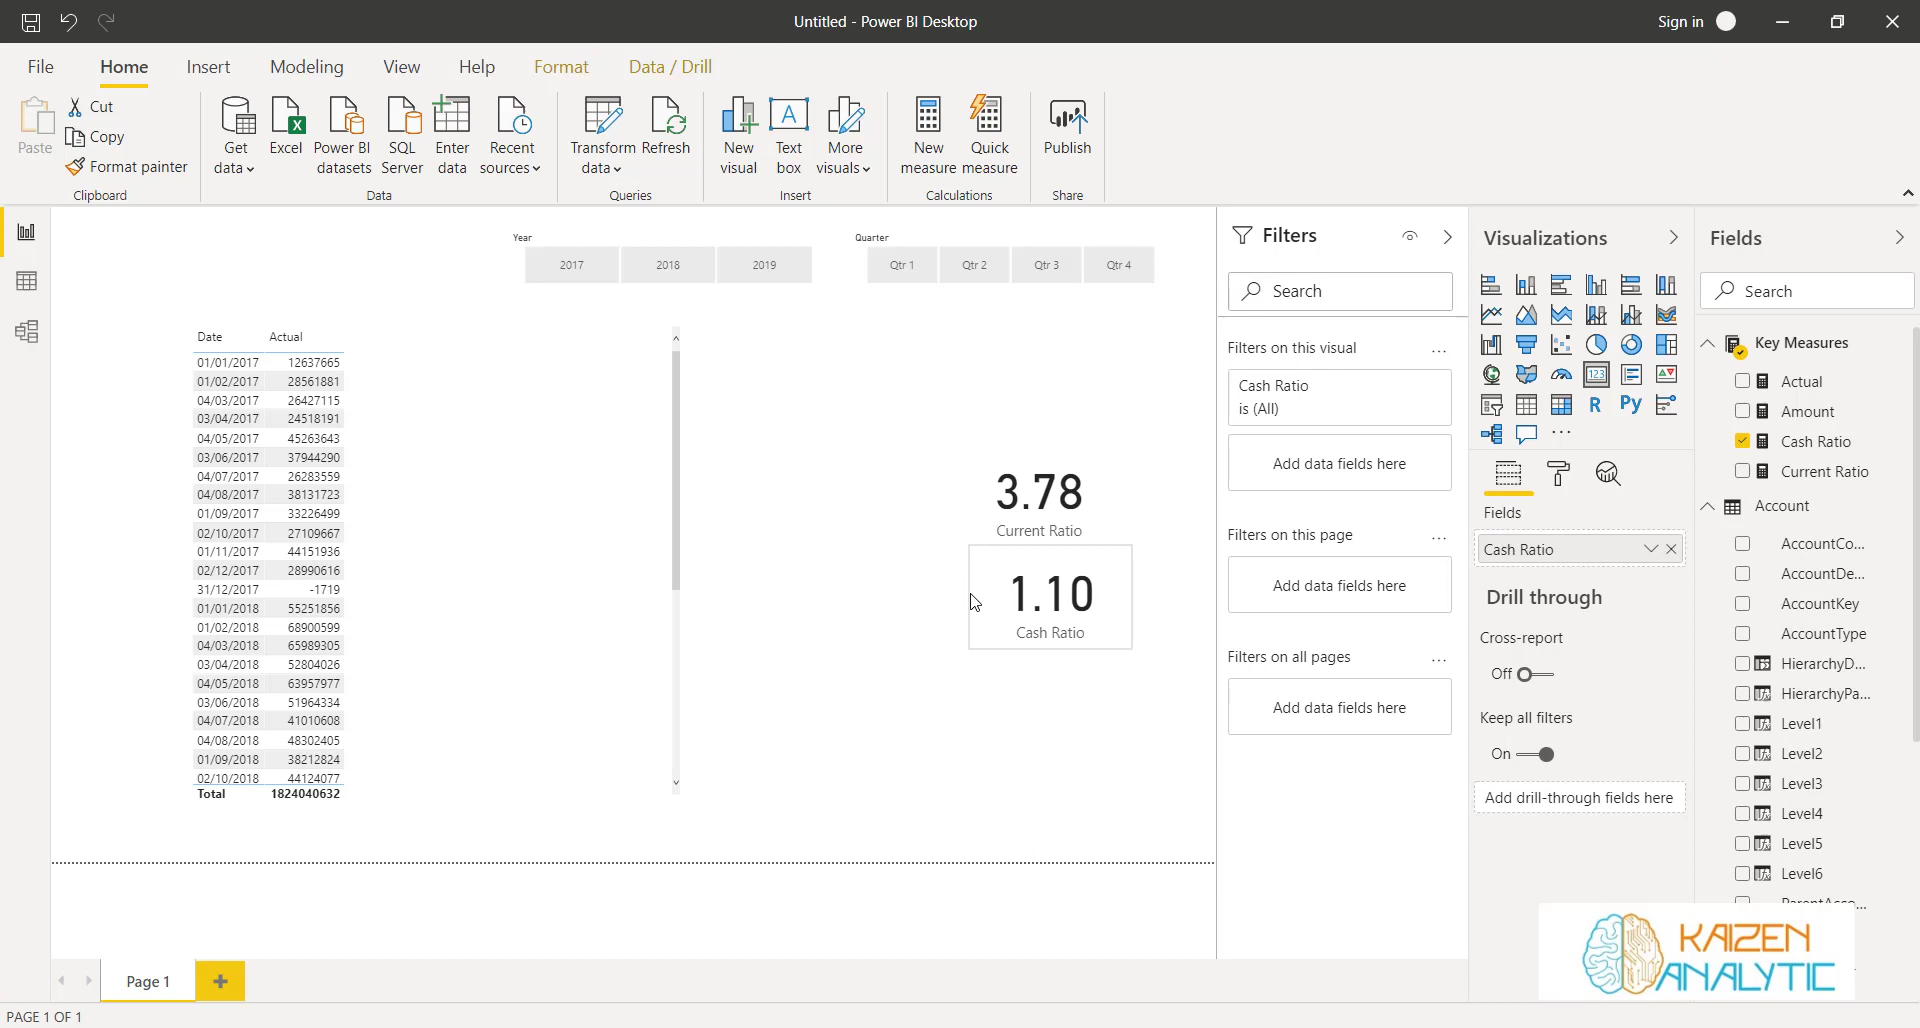 Untitled - Power BI Desktop
Sign in
File Home Insert Modeling View Help Format Data / Drill
Paste
Cut
Copy
Format painter
Clipboard
Get data
Excel
Power BI datasets
SQL Server
Enter data
Recent sources
Data
Transform data
Refresh
Queries
New visual
Text box
More visuals
Insert
New measure
Quick measure
Calculations
Publish
Share
Year
2017 2018 2019
Quarter
Qtr 1 Qtr 2 Qtr 3 Qtr 4
Date Actual
01/01/2017 12637665
01/02/2017 28561881
04/03/2017 26427115
03/04/2017 24518191
04/05/2017 45263643
03/06/2017 37944290
04/07/2017 26283559
04/08/2017 38131723
01/09/2017 33226499
02/10/2017 27109667
01/11/2017 44151936
02/12/2017 28990616
31/12/2017 -1719
01/01/2018 55251856
01/02/2018 68900599
04/03/2018 65989305
03/04/2018 52804026
04/05/2018 63957977
03/06/2018 51964334
04/07/2018 41010608
04/08/2018 48302405
01/09/2018 38212824
02/10/2018 44124077
Total 1824040632
3.78
Current Ratio
1.10
Cash Ratio
Filters
Search
Filters on this visual ...
Cash Ratio
is (All)
Add data fields here
Filters on this page ...
Add data fields here
Filters on all pages ...
Add data fields here
Visualizations
123
R Py
...
Fields
Cash Ratio
Drill through
Cross-report
Off
Keep all filters
On
Add drill-through fields here
Fields
Search
Key Measures
Actual
Amount
Cash Ratio
Current Ratio
Account
AccountCo...
AccountDe...
AccountKey
AccountType
HierarchyD...
HierarchyPa...
Level1
Level2
Level3
Level4
Level5
Level6
KAIZEN
ANALYTIC
Page 1
PAGE 1 OF 1